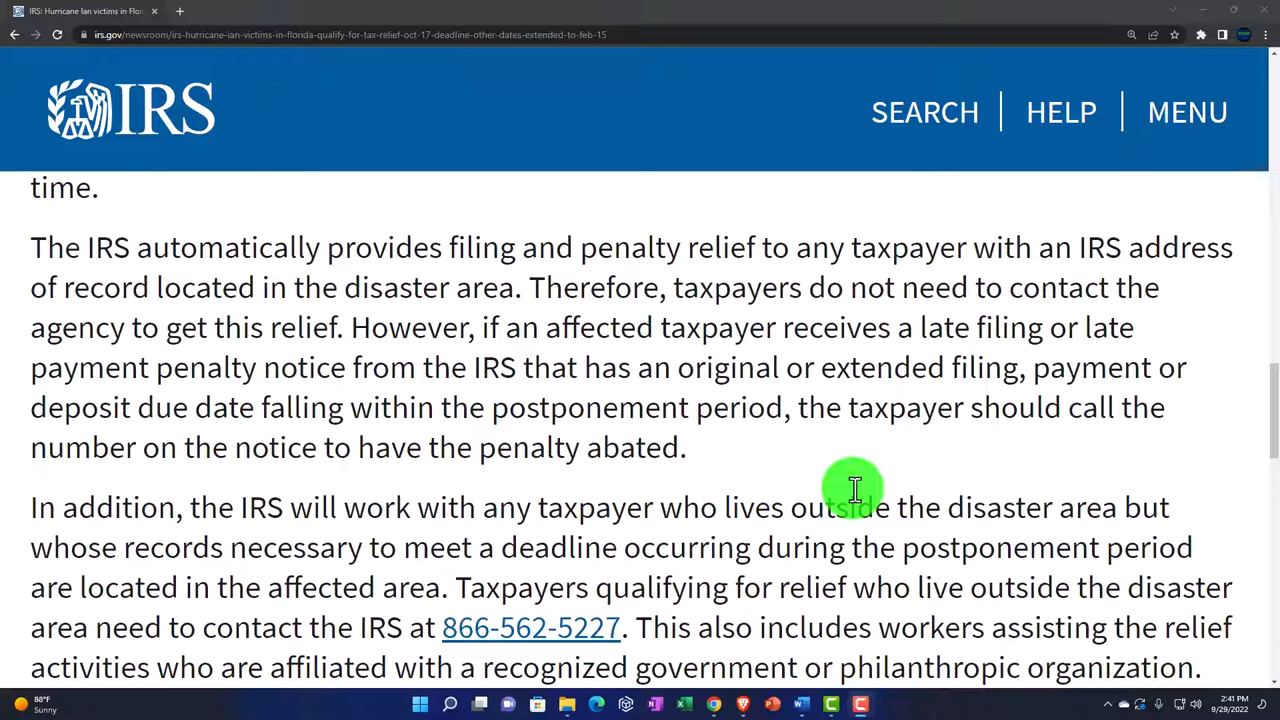 IRS: Hurricane Ian victims in Flor
irs.gov/newsroom/irs-hurricane-ian-victims-in-florida-qualify-for-tax-relief-oct-17-deadline-other-dates-extended-to-feb-15
IRS
SEARCH | HELP | MENU
time.
The IRS automatically provides filing and penalty relief to any taxpayer with an IRS address
of record located in the disaster area. Therefore, taxpayers do not need to contact the
agency to get this relief. However, if an affected taxpayer receives a late filing or late
payment penalty notice from the IRS that has an original or extended filing, payment or
deposit due date falling within the postponement period, the taxpayer should call the
number on the notice to have the penalty abated.
In addition, the IRS will work with any taxpayer who lives outside the disaster area but
whose records necessary to meet a deadline occurring during the postponement period
are located in the affected area. Taxpayers qualifying for relief who live outside the disaster
area need to contact the IRS at 866-562-5227. This also includes workers assisting the relief
activities who are affiliated with a recognized government or philanthropic organization.
88°F
Sunny
2:41 PM
9/29/2022